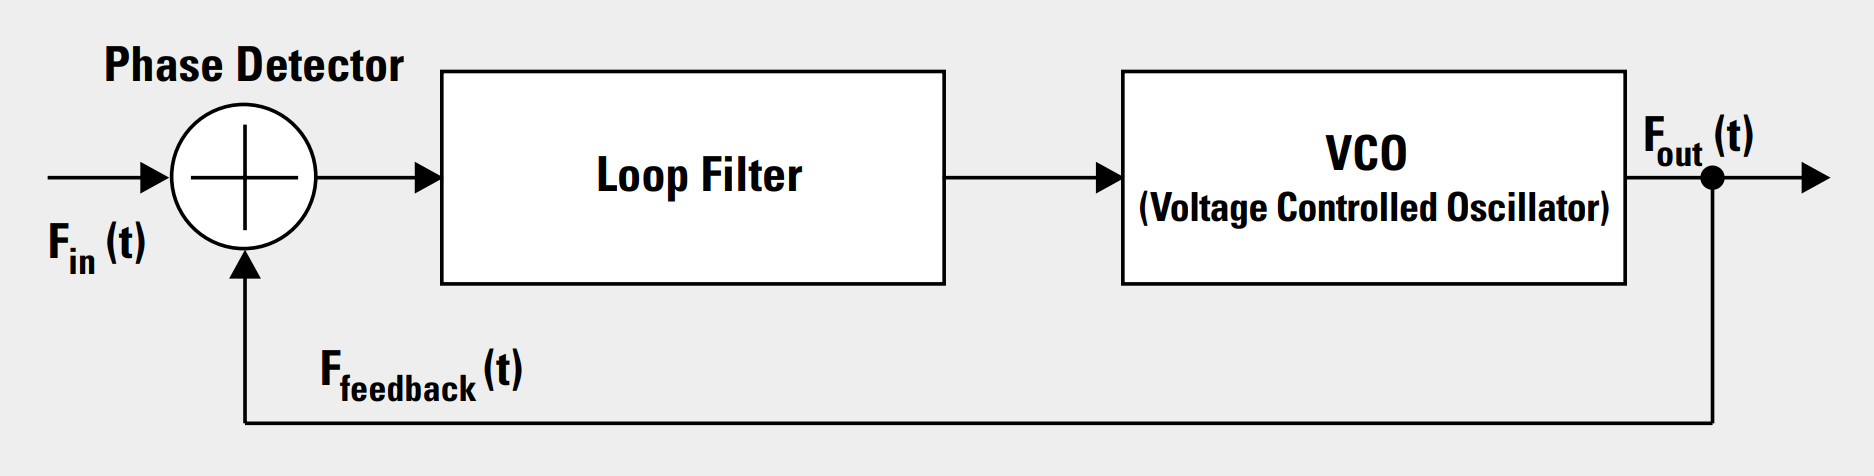 Phase Detector
Loop Filter
VCO
(Voltage Controlled Oscillator)
Fout (t)
Fin (t)
Ffeedback (t)